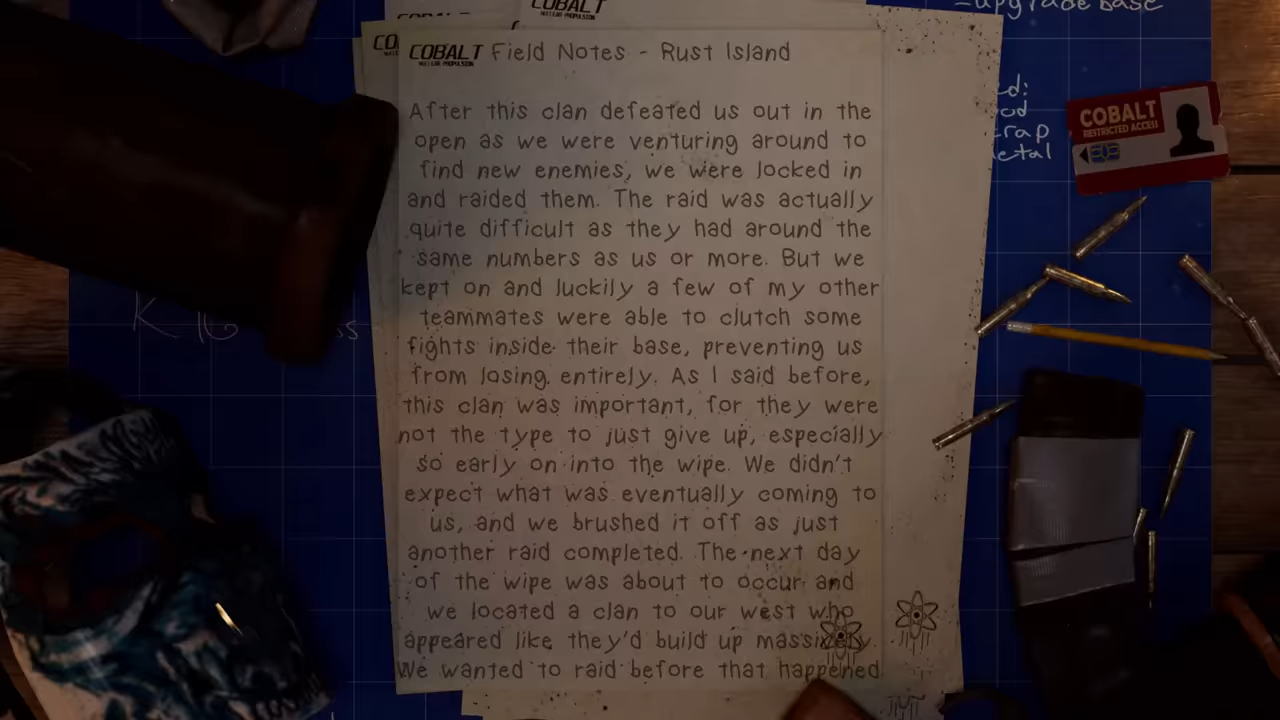 COBALT
NUCLEAR PROPULSION
=upgrade base
COBALT Field Notes - Rust Island
NUCLEAR PROPULSION
After this clan defeated us out in the
open as we were venturing around to
find new enemies, we were locked in
and raided them. The raid was actually
quite difficult as they had around the
same numbers as us or more. But we
kept on and luckily a few of my other
teammates were able to clutch some
fights inside their base, preventing us
from losing entirely. As I said before,
this clan was important, for they were
not the type to just give up, especially
so early on into the wipe. We didn't
expect what was eventually coming to
us, and we brushed it off as just
another raid completed. The next day
of the wipe was about to occur and
we located a clan to our west who
appeared like they'd build up massively.
We wanted to raid before that happened
COBALT
RESTRICTED ACCESS